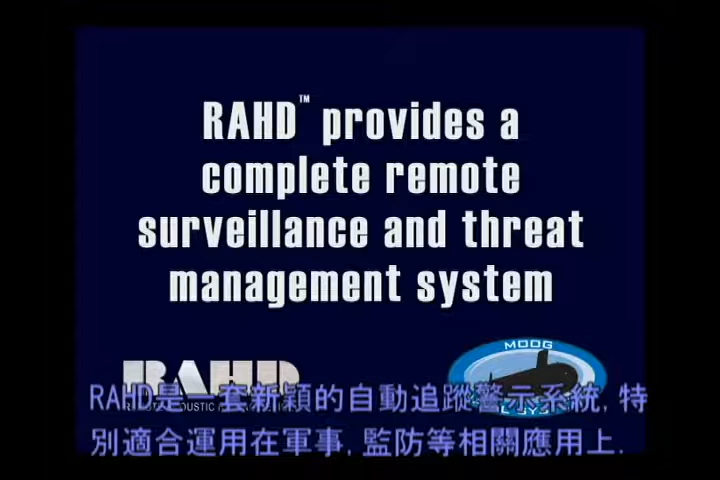 RAHD™ provides a
complete remote
surveillance and threat
management system
RAHD
MOOG
RAHD是一套新穎的自動追蹤警示系統,特
別適合運用在軍事,監防等相關應用上.